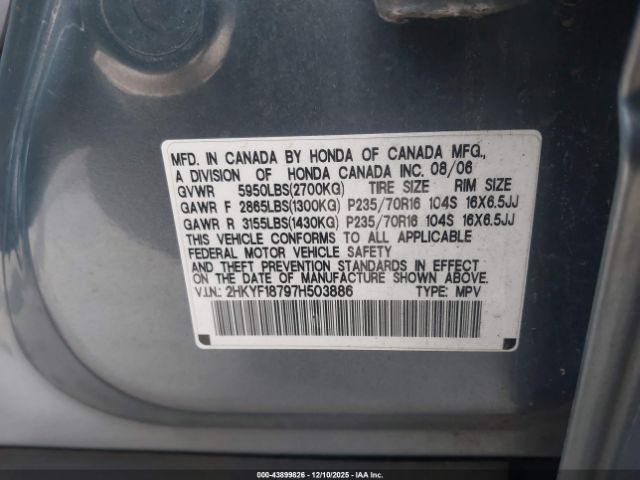 MFD. IN CANADA BY HONDA OF CANADA MFG.,
A DIVISION OF HONDA CANADA INC. 08/06
GVWR 5950LBS(2700KG) TIRE SIZE RIM SIZE
GAWR F 2865LBS(1300KG) P235/70R16 104S 16X6.5JJ
GAWR R 3155LBS(1430KG) P235/70R16 104S 16X6.5JJ
THIS VEHICLE CONFORMS TO ALL APPLICABLE
FEDERAL MOTOR VEHICLE SAFETY
AND THEFT PREVENTION STANDARDS IN EFFECT
ON THE DATE OF MANUFACTURE SHOWN ABOVE.
V.I.N.: 2HKYF18797H503886 TYPE: MPV
000-43899826 - 12/10/2025 - IAA Inc.